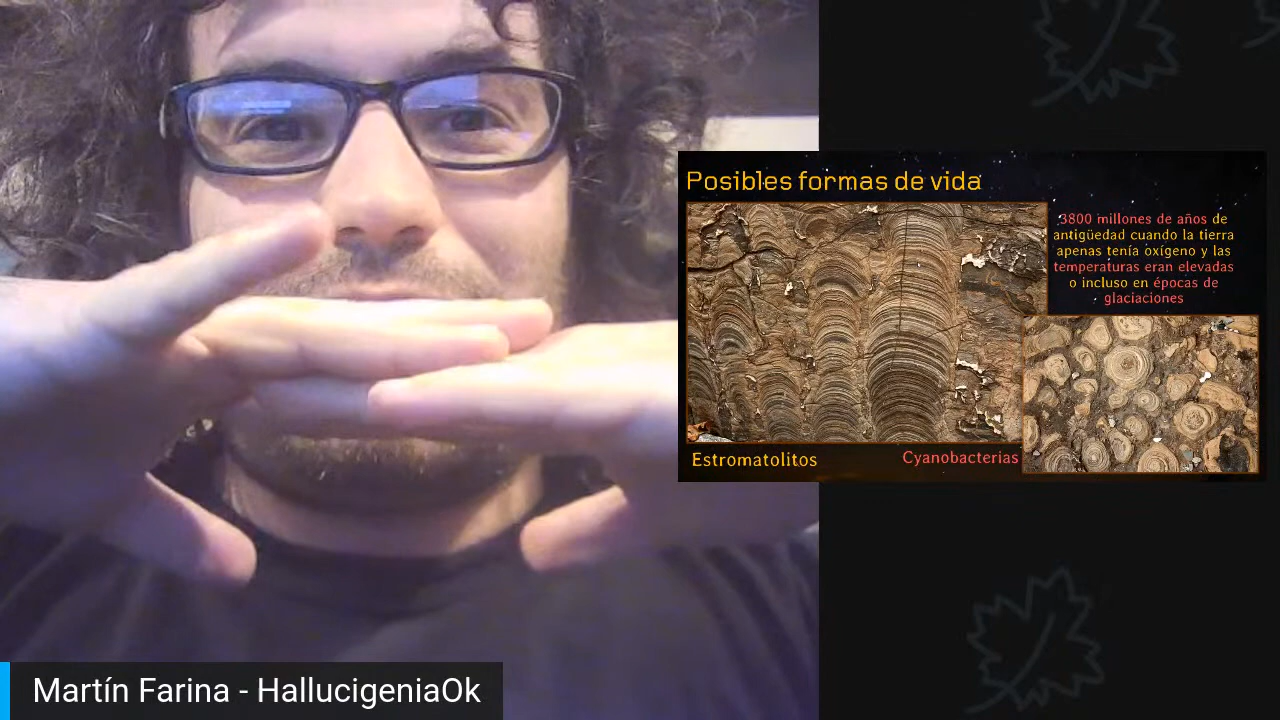 Posibles formas de vida
3800 millones de años de
antigüedad cuando la tierra
apenas tenía oxígeno y las
temperaturas eran elevadas
o incluso en épocas de
glaciaciones
Estromatolitos
Cyanobacterias
Martín Farina - HallucigeniaOk